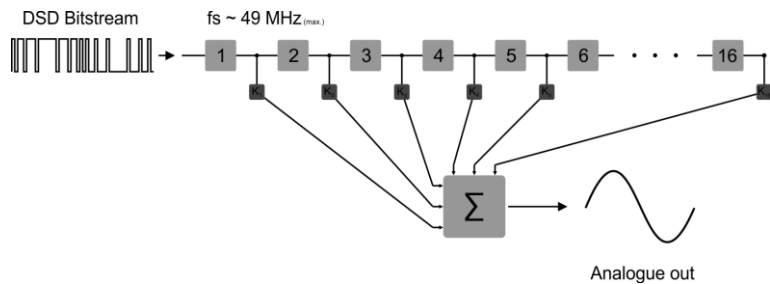 DSD Bitstream
fs ~ 49 MHz (max.)
1 2 3 4 5 6 · · · 16
Σ
Analogue out